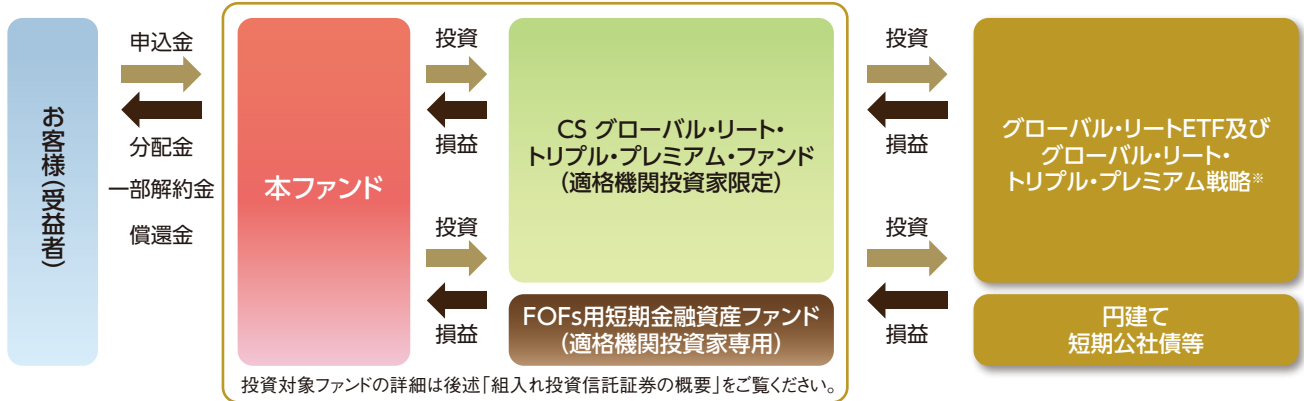 お客様(受益者)
申込金
分配金
一部解約金
償還金
本ファンド
投資
損益
投資
損益
CS グローバル・リート・
トリプル・プレミアム・ファンド
(適格機関投資家限定)
FOFs用短期金融資産ファンド
(適格機関投資家専用)
投資
損益
投資
損益
グローバル・リートETF及び
グローバル・リート・
トリプル・プレミアム戦略※
円建て
短期公社債等
投資対象ファンドの詳細は後述「組入れ投資信託証券の概要」をご覧ください。